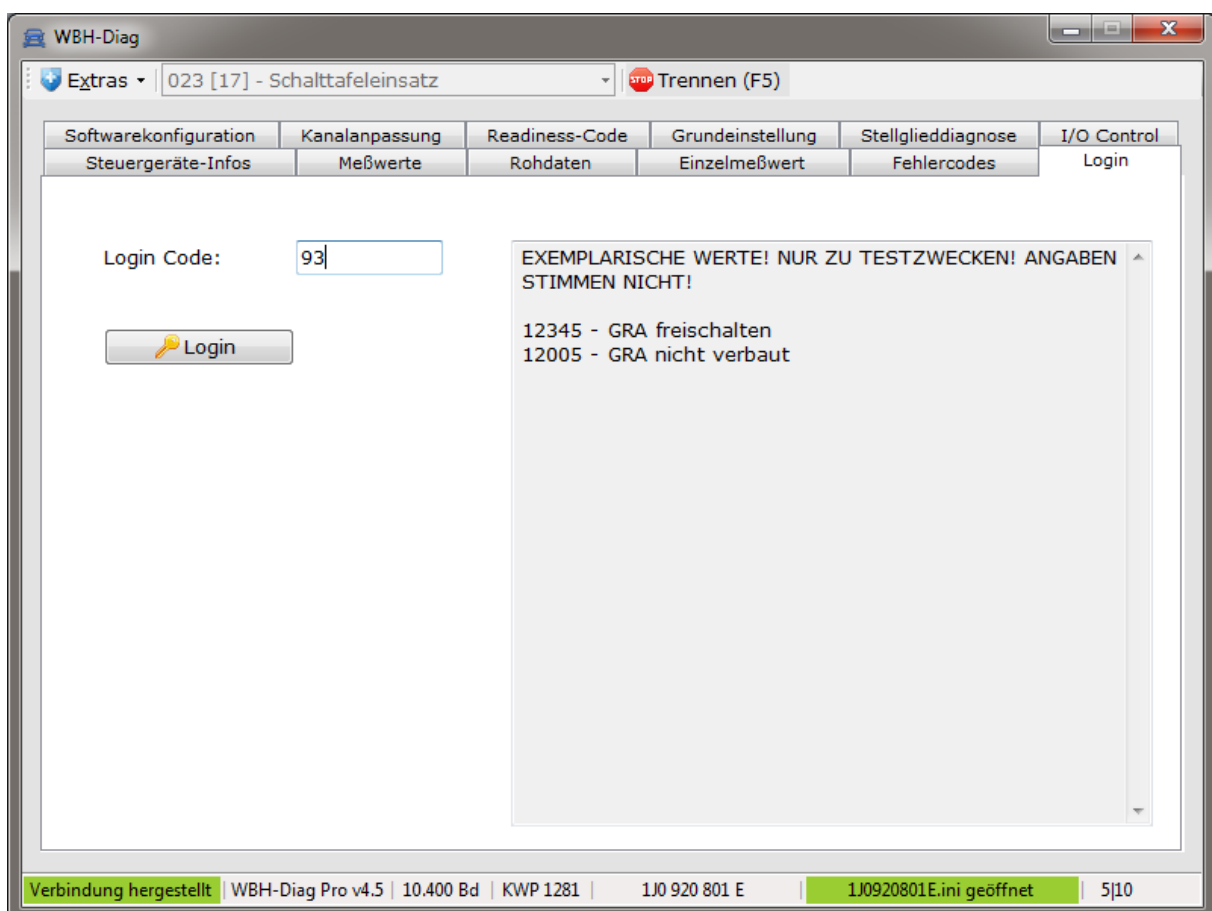 WBH-Diag
X
Extras
023 [17] - Schalttafeleinsatz
STOP
Trennen (F5)
Softwarekonfiguration
Kanalanpassung
Readiness-Code
Grundeinstellung
Stellglieddiagnose
I/O Control
Steuergeräte-Infos
Meßwerte
Rohdaten
Einzelmeßwert
Fehlercodes
Login
Login Code:
93
Login
EXEMPLARISCHE WERTE! NUR ZU TESTZWECKEN! ANGABEN
STIMMEN NICHT!
12345 - GRA freischalten
12005 - GRA nicht verbaut
Verbindung hergestellt | WBH-Diag Pro v4.5 | 10.400 Bd | KWP 1281 | 1J0 920 801 E | 1J0920801E.ini geöffnet | 5|10